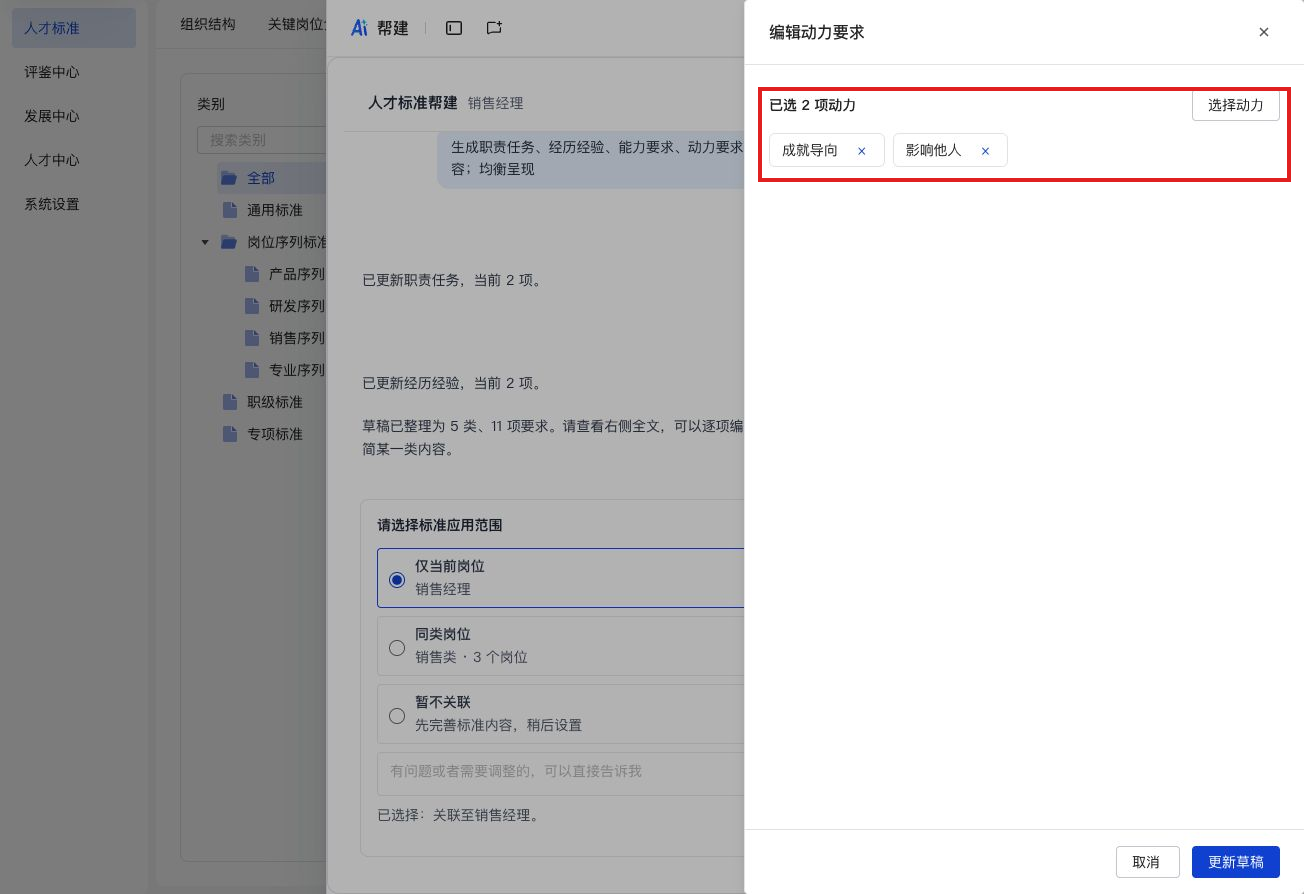 人才标准
评鉴中心
发展中心
人才中心
系统设置
组织结构
关键岗位
类别
搜索类别
全部
通用标准
岗位序列标准
产品序列
研发序列
销售序列
专业序列
职级标准
专项标准
Ai 帮建
人才标准帮建 销售经理
生成职责任务、经历经验、能力要求、动力要求
容；均衡呈现
已更新职责任务，当前 2 项。
已更新经历经验，当前 2 项。
草稿已整理为 5 类、11 项要求。请查看右侧全文，可以逐项编
简某一类内容。
请选择标准应用范围
仅当前岗位
销售经理
同类岗位
销售类 · 3 个岗位
暂不关联
先完善标准内容，稍后设置
有问题或者需要调整的，可以直接告诉我
已选择：关联至销售经理。
编辑动力要求
已选 2 项动力
选择动力
成就导向 ×
影响他人 ×
取消
更新草稿